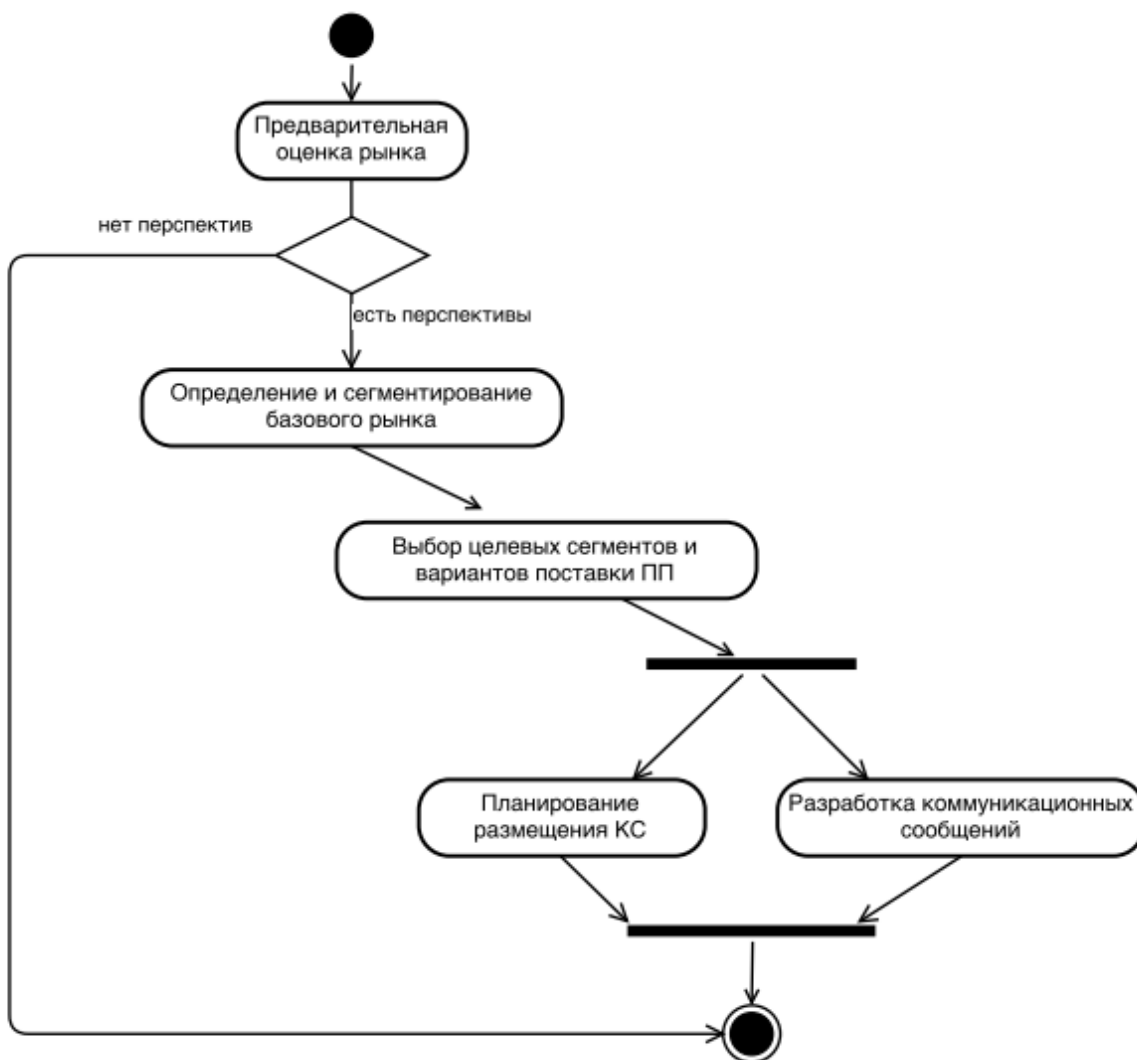 Предварительная
оценка рынка
нет перспектив
есть перспективы
Определение и сегментирование
базового рынка
Выбор целевых сегментов и
вариантов поставки ПП
Планирование
размещения КС
Разработка коммуникационных
сообщений